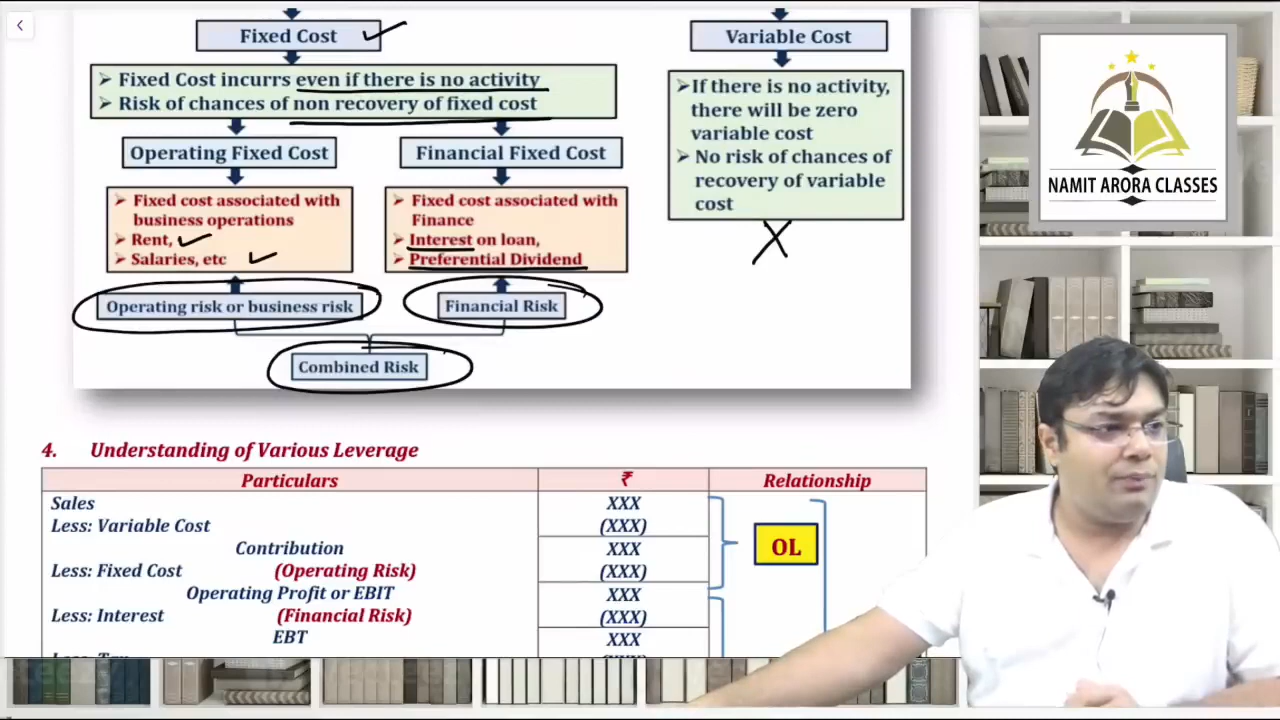 Fixed Cost
Variable Cost
➢ Fixed Cost incurrs even if there is no activity
➢ Risk of chances of non recovery of fixed cost
➢If there is no activity,
there will be zero
variable cost
➢ No risk of chances of
recovery of variable
cost
Operating Fixed Cost
Financial Fixed Cost
➢ Fixed cost associated with
business operations
➢ Rent,
➢ Salaries, etc
➢ Fixed cost associated with
Finance
➢ Interest on loan,
➢ Preferential Dividend
Operating risk or business risk
Financial Risk
Combined Risk
NAMIT ARORA CLASSES
4. Understanding of Various Leverage
Particulars ₹ Relationship
Sales XXX
Less: Variable Cost (XXX)
Contribution XXX
Less: Fixed Cost (Operating Risk) (XXX)
Operating Profit or EBIT XXX
Less: Interest (Financial Risk) (XXX)
EBT XXX
OL